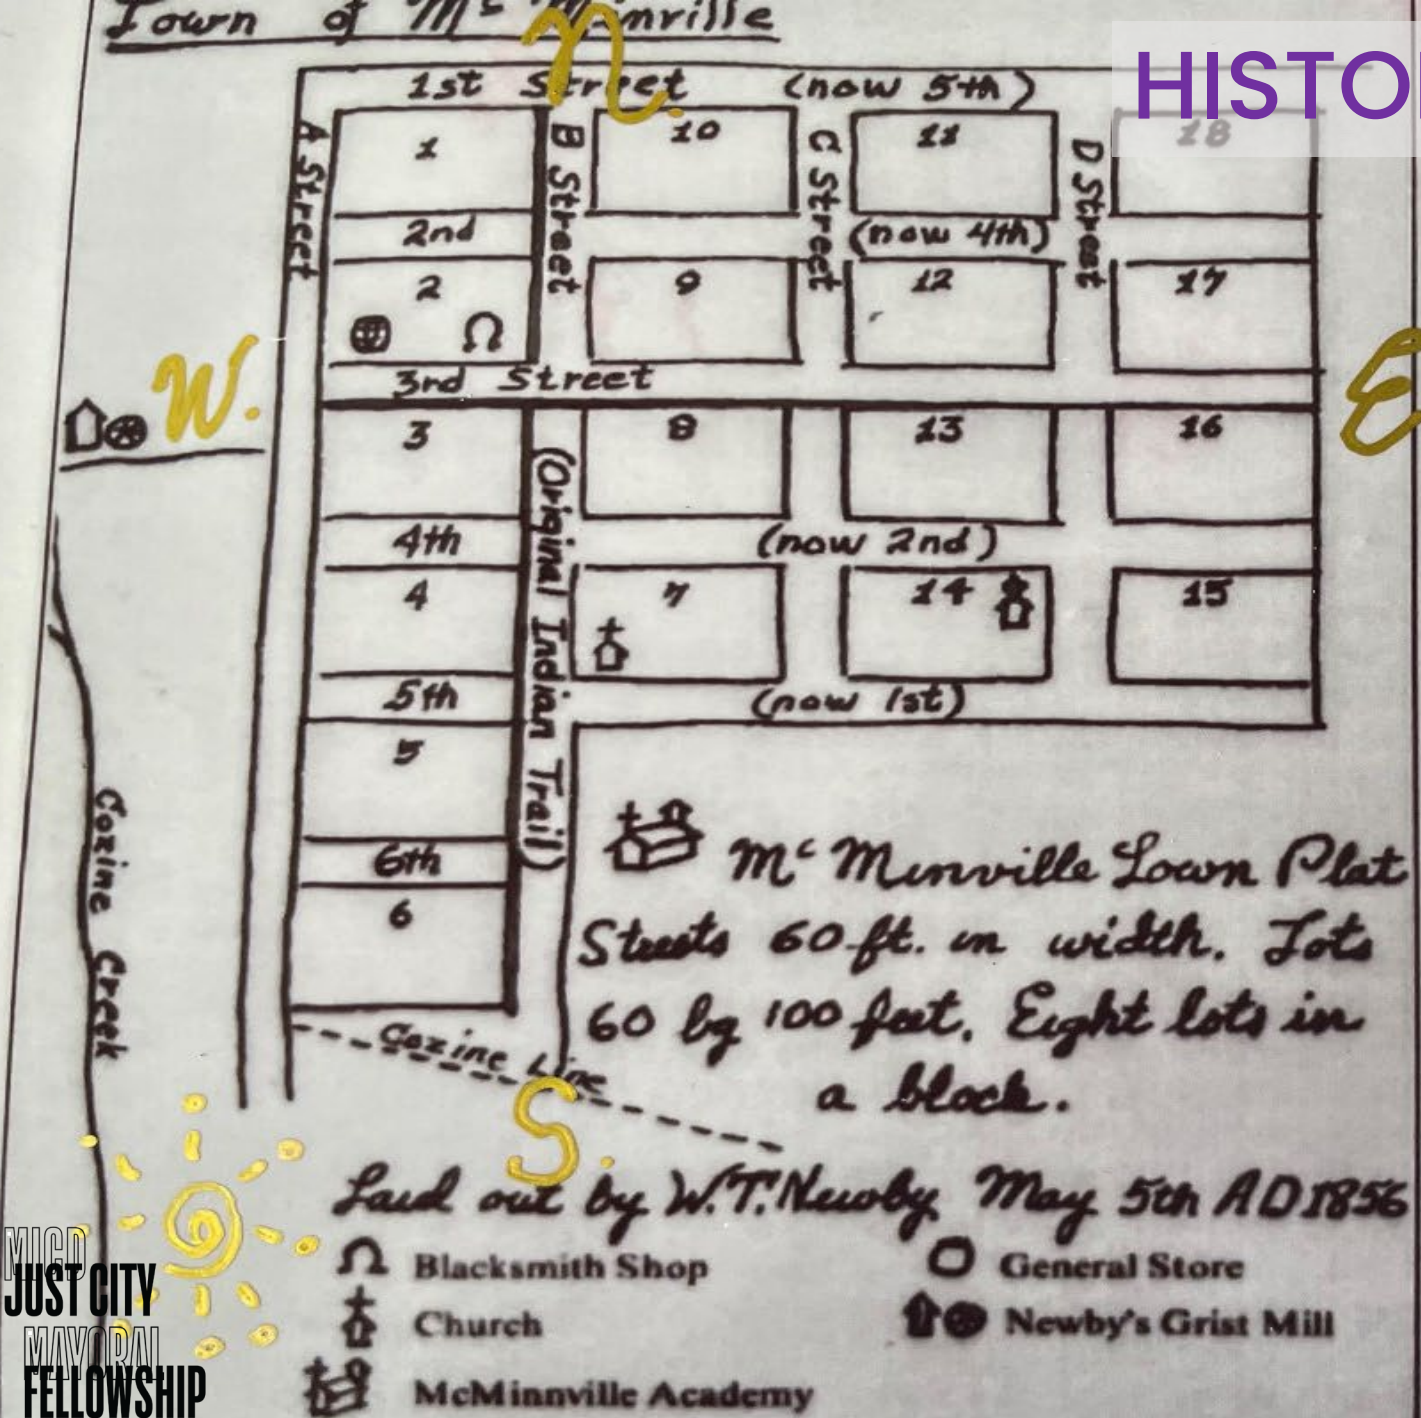 Town of Mc Minnville
N.
HISTO
1st Street (now 5th)
A Street
B Street
C Street
D Street
1
10
11
18
2nd
(now 4th)
2
9
12
17
W.
E
3rd Street
3
8
13
16
(Original Indian Trail)
4th
(now 2nd)
4
7
14
15
5th
(now 1st)
5
6th
6
Cozine Creek
Mc Minnville Town Plat
Streets 60 ft. in width. Lots
60 by 100 feet. Eight lots in
a block.
Cozine Line
S.
Laid out by W.T. Newby May 5th AD 1856
Blacksmith Shop
General Store
Church
Newby's Grist Mill
McMinnville Academy
MICD
JUST CITY
MAYORAL
FELLOWSHIP